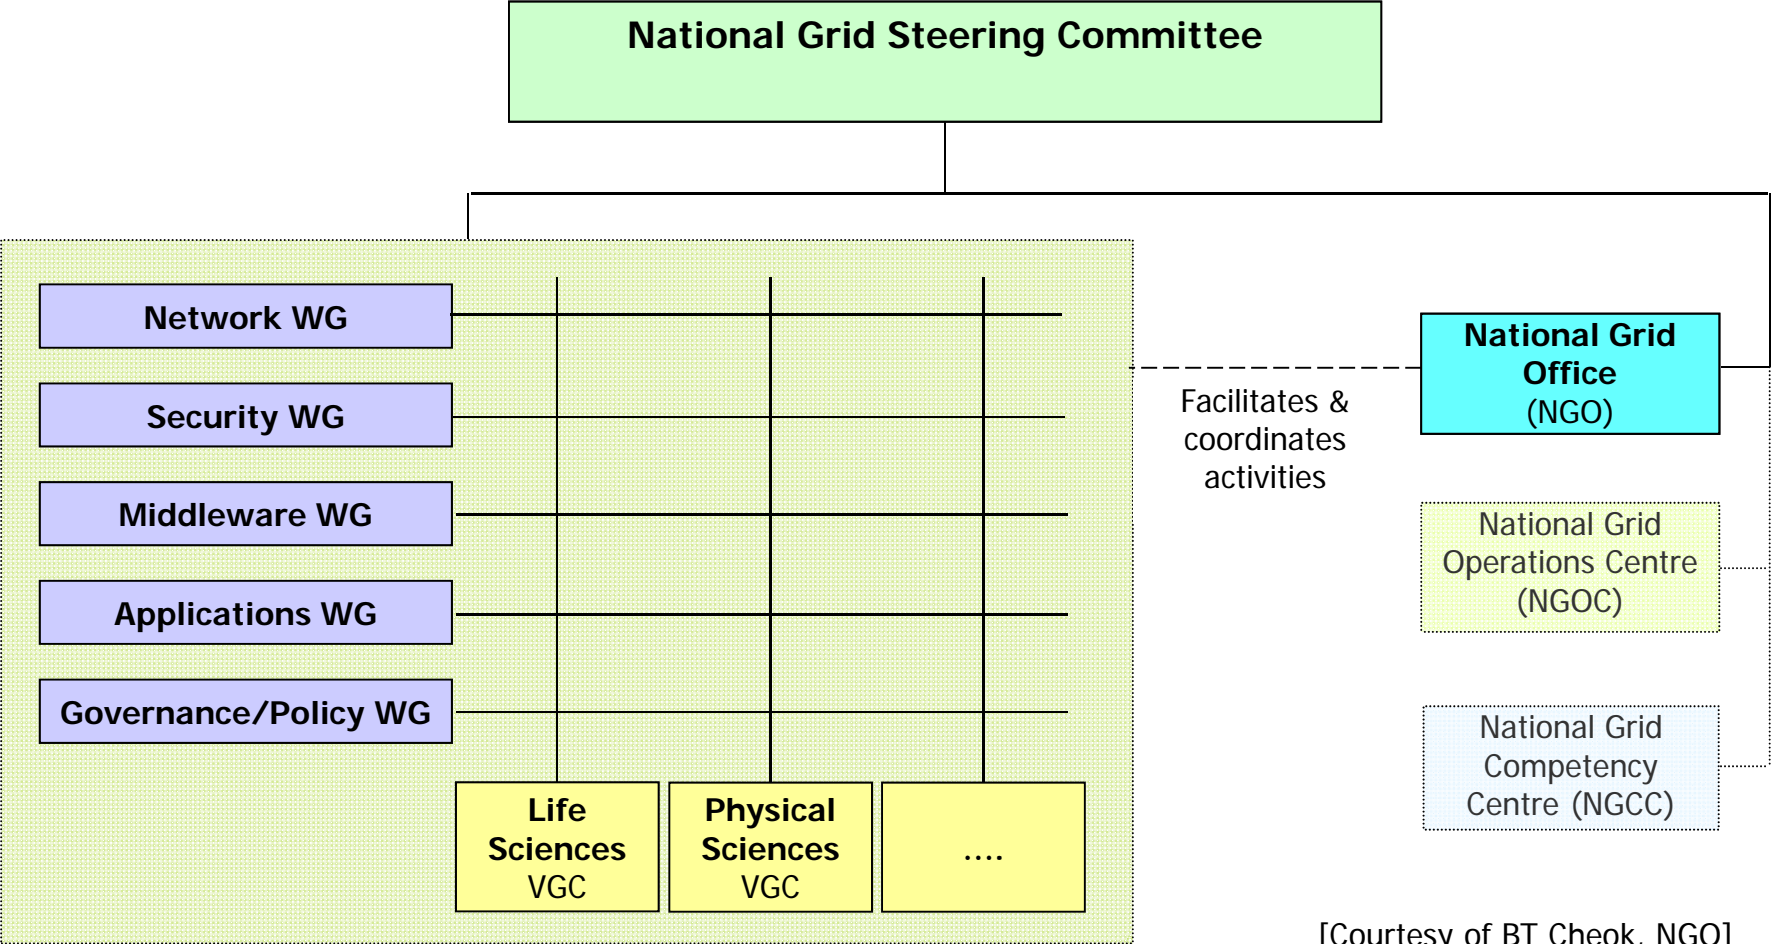 National Grid Steering Committee
Network WG
Security WG
Middleware WG
Applications WG
Governance/Policy WG
Life
Sciences
VGC
Physical
Sciences
VGC
....
Facilitates &
coordinates
activities
National Grid
Office
(NGO)
National Grid
Operations Centre
(NGOC)
National Grid
Competency
Centre (NGCC)
[Courtesy of BT Cheok, NGO]